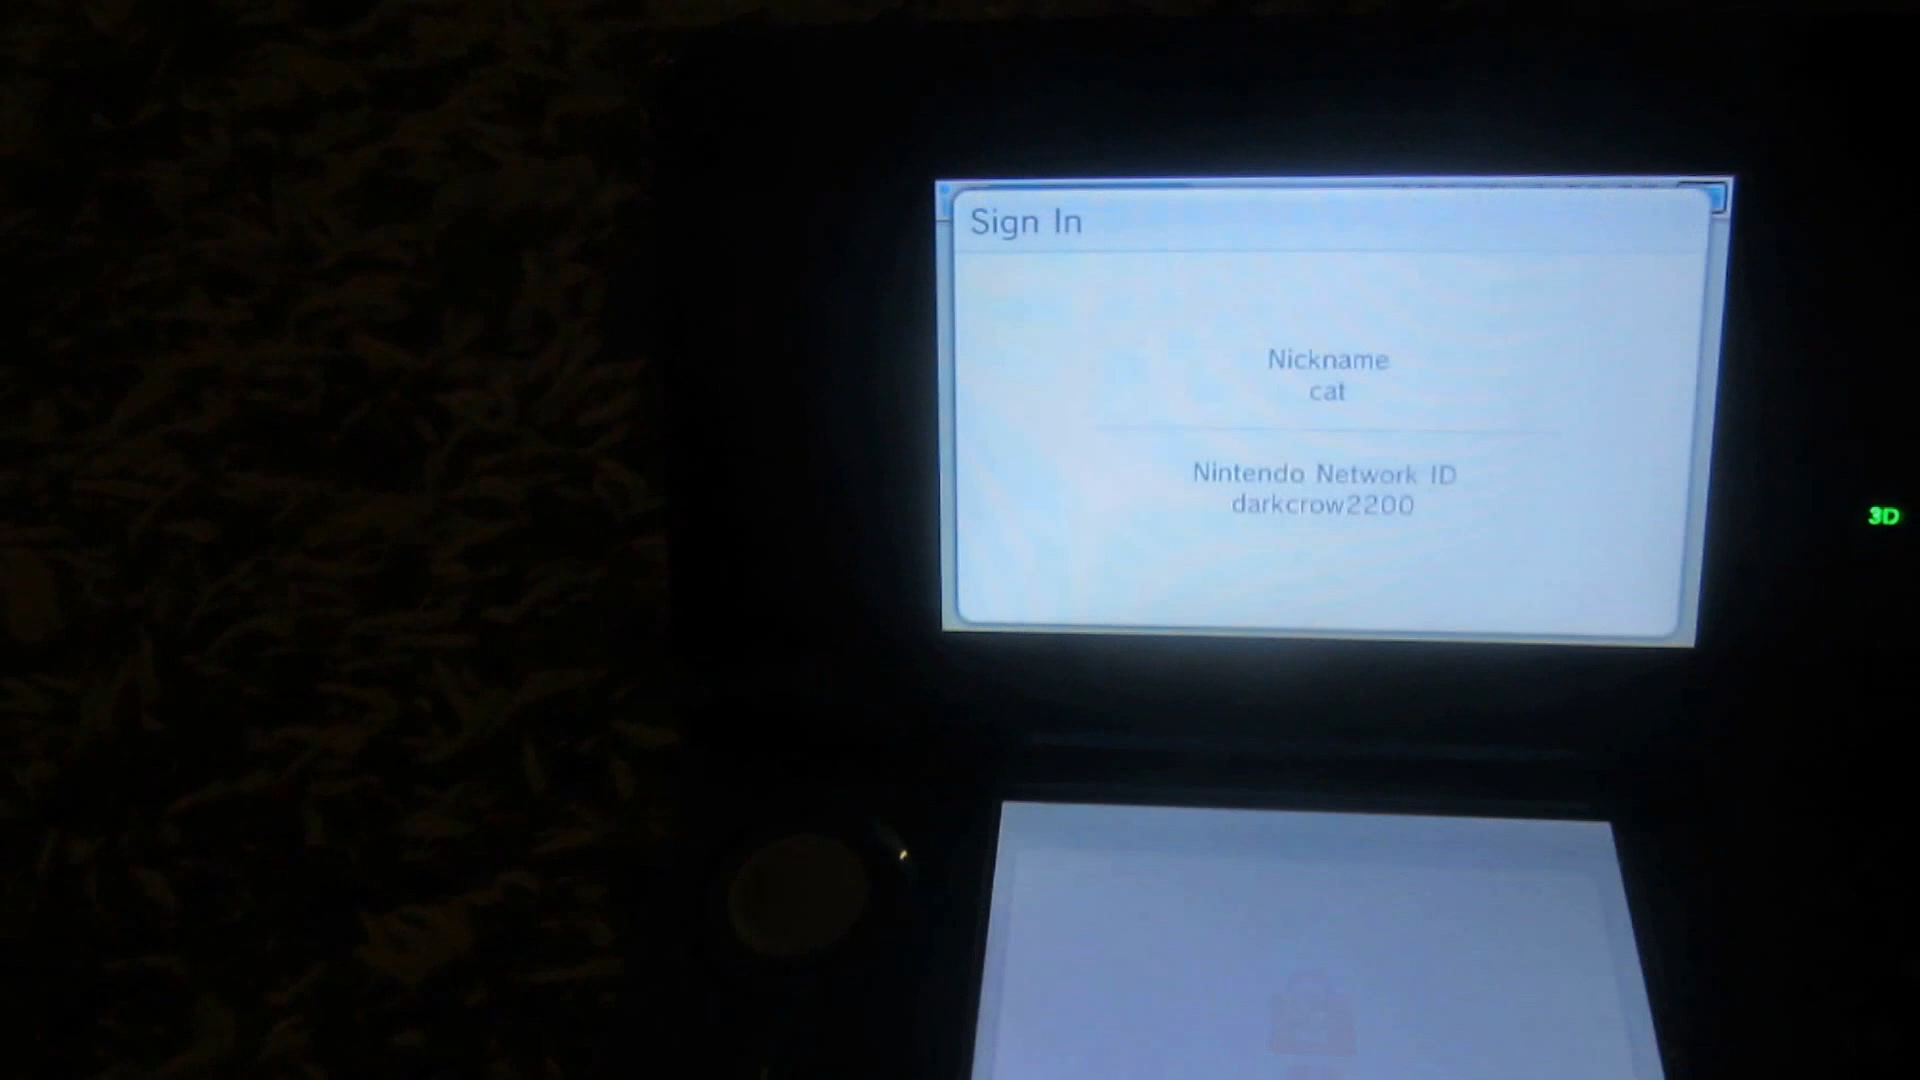 Sign In
Nickname
cat
Nintendo Network ID
darkcrow2200
3D